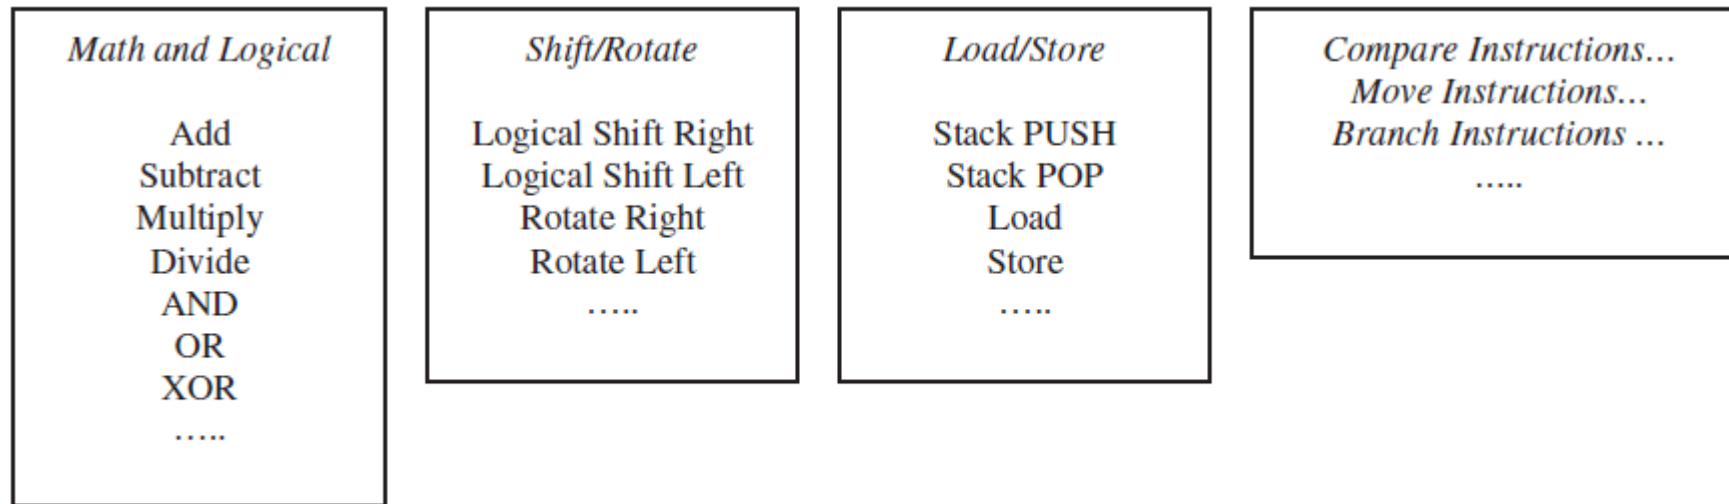 Math and Logical
Add
Subtract
Multiply
Divide
AND
OR
XOR
…..
Shift/Rotate
Logical Shift Right
Logical Shift Left
Rotate Right
Rotate Left
…..
Load/Store
Stack PUSH
Stack POP
Load
Store
…..
Compare Instructions…
Move Instructions…
Branch Instructions …
…..